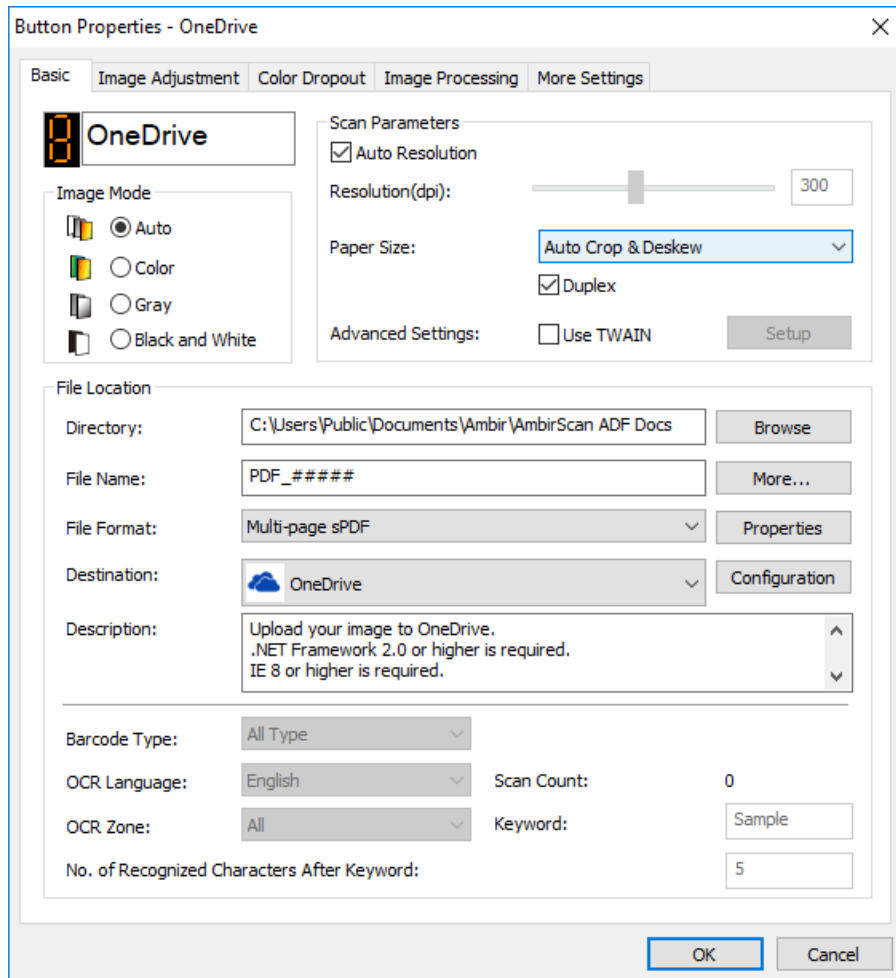 Button Properties - OneDrive
Basic Image Adjustment Color Dropout Image Processing More Settings
OneDrive
Scan Parameters
Auto Resolution
Resolution(dpi): 300
Paper Size: Auto Crop & Deskew
Duplex
Advanced Settings: Use TWAIN Setup
Image Mode
Auto
Color
Gray
Black and White
File Location
Directory: C:\Users\Public\Documents\Ambir\AmbirScan ADF Docs Browse
File Name: PDF_##### More...
File Format: Multi-page sPDF Properties
Destination: OneDrive Configuration
Description: Upload your image to OneDrive.
.NET Framework 2.0 or higher is required.
IE 8 or higher is required.
Barcode Type: All Type
OCR Language: English Scan Count: 0
OCR Zone: All Keyword: Sample
No. of Recognized Characters After Keyword: 5
OK Cancel